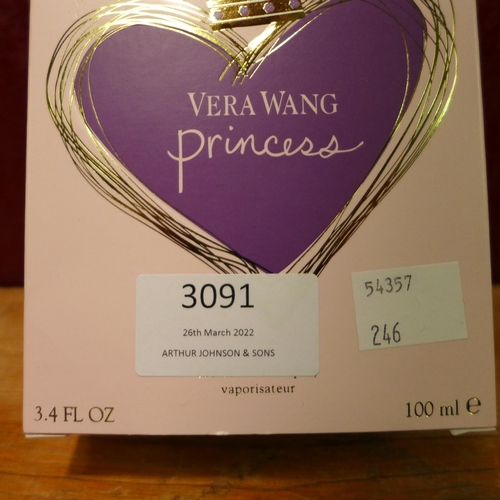 VERA WANG
princess
3091
26th March 2022
ARTHUR JOHNSON & SONS
54357
246
vaporisateur
3.4 FL OZ
100 ml ℮